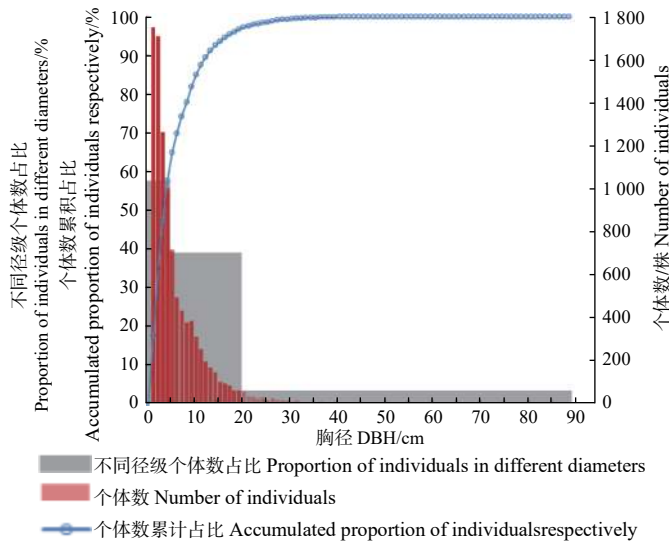 不同径级个体数占比
Proportion of individuals in different diameters/%
个体数累积占比
Accumulated proportion of individuals respectively/%
100
90
80
70
60
50
40
30
20
10
0
1 800
1 600
1 400
1 200
1 000
800
600
400
200
0
个体数/株 Number of individuals
0 10 20 30 40 50 60 70 80 90
胸径 DBH/cm
不同径级个体数占比 Proportion of individuals in different diameters
个体数 Number of individuals
个体数累计占比 Accumulated proportion of individualsrespectively